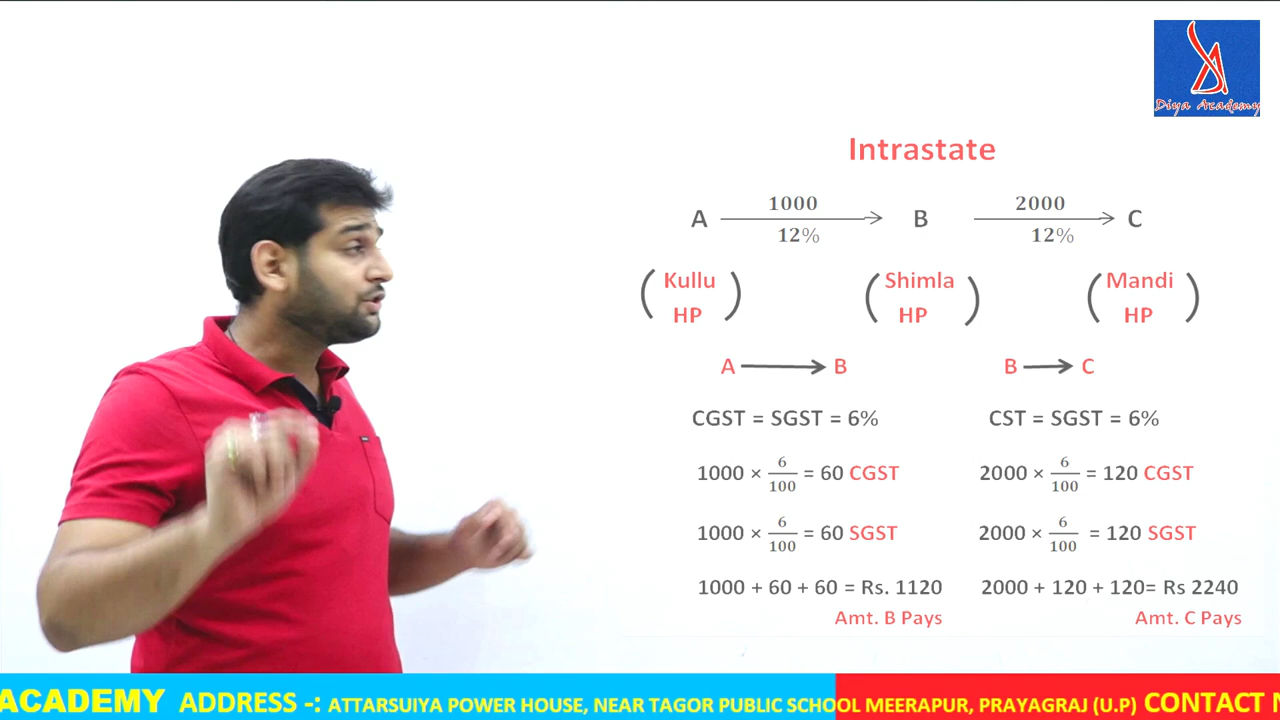 Diya Academy
Intrastate
A 1000 12% B 2000 12% C
(Kullu HP) (Shimla HP) (Mandi HP)
A → B
CGST = SGST = 6%
1000 × 6/100 = 60 CGST
1000 × 6/100 = 60 SGST
1000 + 60 + 60 = Rs. 1120
Amt. B Pays
B → C
CST = SGST = 6%
2000 × 6/100 = 120 CGST
2000 × 6/100 = 120 SGST
2000 + 120 + 120= Rs 2240
Amt. C Pays
ACADEMY ADDRESS -: ATTARSUIYA POWER HOUSE, NEAR TAGOR PUBLIC SCHOOL MEERAPUR, PRAYAGRAJ (U.P) CONTACT